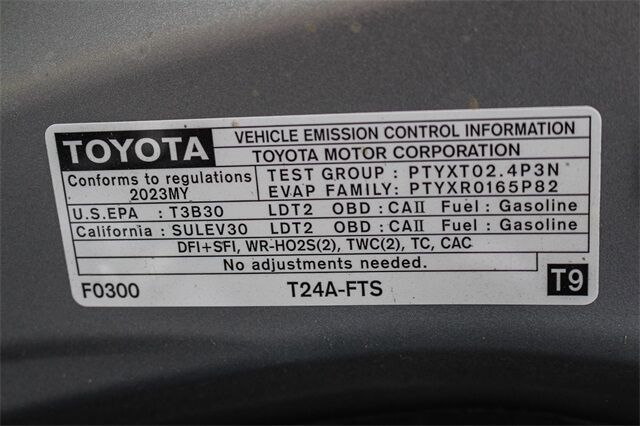 TOYOTA VEHICLE EMISSION CONTROL INFORMATION
TOYOTA MOTOR CORPORATION
Conforms to regulations TEST GROUP : PTYXT02.4P3N
2023MY EVAP FAMILY: PTYXR0165P82
U.S.EPA : T3B30 LDT2 OBD : CAII Fuel : Gasoline
California : SULEV30 LDT2 OBD : CAII Fuel : Gasoline
DFI+SFI, WR-HO2S(2), TWC(2), TC, CAC
No adjustments needed.
F0300 T24A-FTS T9